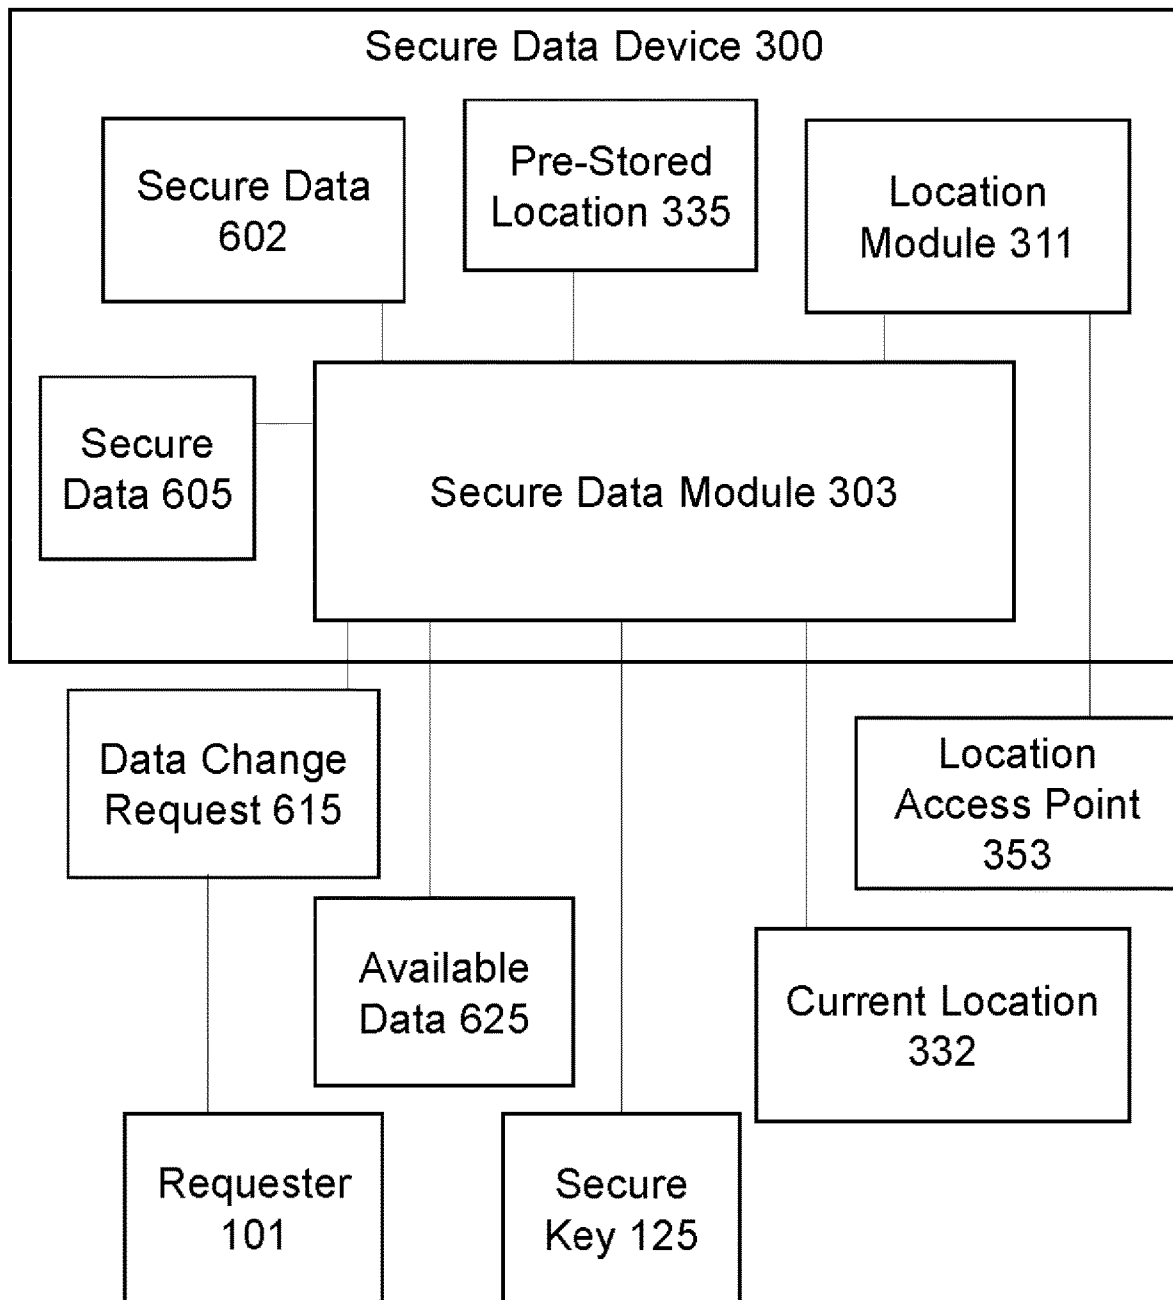 Secure Data Device 300
Secure Data
602
Pre-Stored
Location 335
Location
Module 311
Secure
Data 605
Secure Data Module 303
Data Change
Request 615
Location
Access Point
353
Available
Data 625
Current Location
332
Requester
101
Secure
Key 125